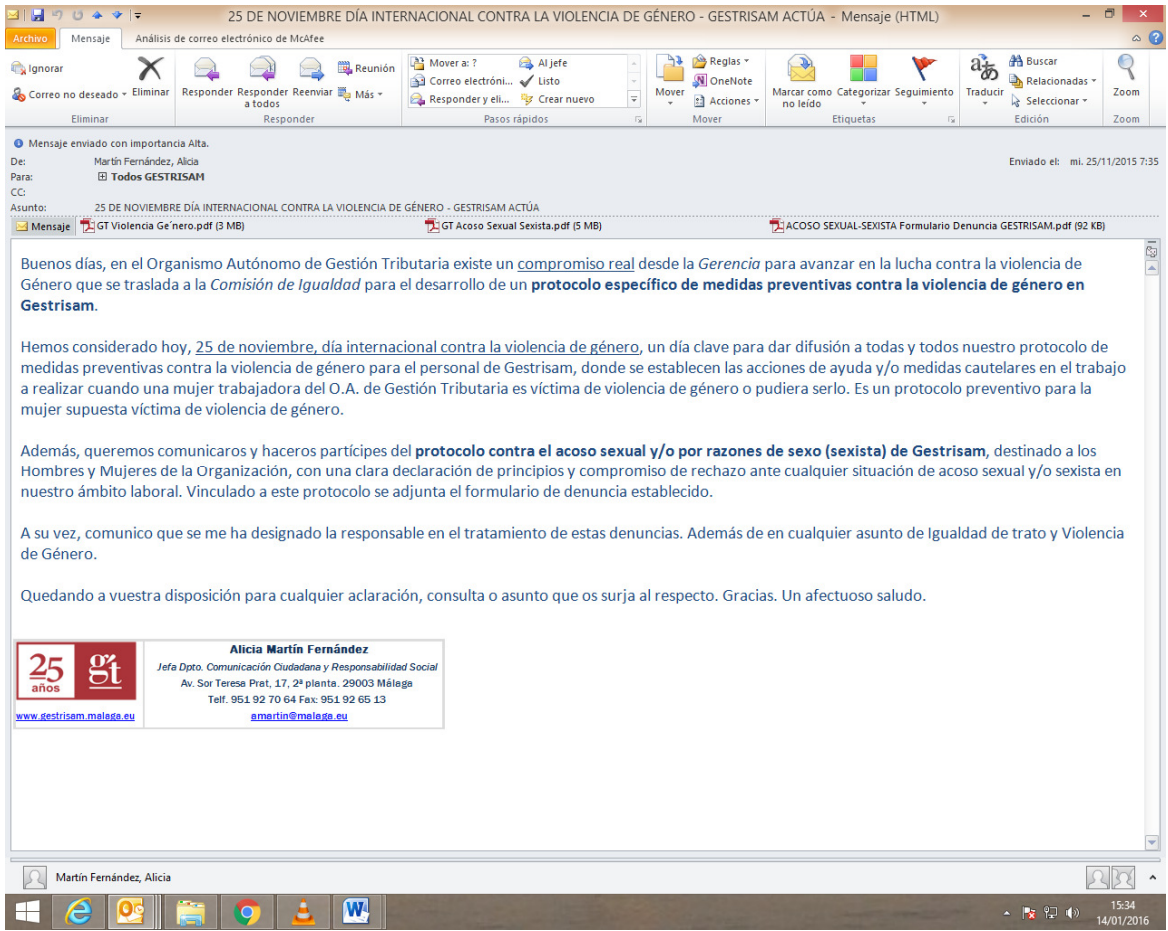 25 DE NOVIEMBRE DÍA INTERNACIONAL CONTRA LA VIOLENCIA DE GÉNERO - GESTRISAM ACTÚA - Mensaje (HTML)
Archivo Mensaje Análisis de correo electrónico de McAfee
Ignorar
Correo no deseado
Eliminar
Eliminar
Responder
Responder a todos
Reenviar
Reunión
Más
Responder
Mover a: ?
Correo electróni...
Responder y eli...
Al jefe
Listo
Crear nuevo
Pasos rápidos
Mover
Reglas
OneNote
Acciones
Mover
Marcar como no leído
Categorizar
Seguimiento
Etiquetas
Traducir
Buscar
Relacionadas
Seleccionar
Edición
Zoom
Zoom
Mensaje enviado con importancia Alta.
De: Martín Fernández, Alicia Enviado el: mi. 25/11/2015 7:35
Para: Todos GESTRISAM
CC:
Asunto: 25 DE NOVIEMBRE DÍA INTERNACIONAL CONTRA LA VIOLENCIA DE GÉNERO - GESTRISAM ACTÚA
Mensaje GT Violencia Ge´nero.pdf (3 MB) GT Acoso Sexual Sexista.pdf (5 MB) ACOSO SEXUAL-SEXISTA Formulario Denuncia GESTRISAM.pdf (92 KB)
Buenos días, en el Organismo Autónomo de Gestión Tributaria existe un compromiso real desde la Gerencia para avanzar en la lucha contra la violencia de
Género que se traslada a la Comisión de Igualdad para el desarrollo de un protocolo específico de medidas preventivas contra la violencia de género en
Gestrisam.
Hemos considerado hoy, 25 de noviembre, día internacional contra la violencia de género, un día clave para dar difusión a todas y todos nuestro protocolo de
medidas preventivas contra la violencia de género para el personal de Gestrisam, donde se establecen las acciones de ayuda y/o medidas cautelares en el trabajo
a realizar cuando una mujer trabajadora del O.A. de Gestión Tributaria es víctima de violencia de género o pudiera serlo. Es un protocolo preventivo para la
mujer supuesta víctima de violencia de género.
Además, queremos comunicaros y haceros partícipes del protocolo contra el acoso sexual y/o por razones de sexo (sexista) de Gestrisam, destinado a los
Hombres y Mujeres de la Organización, con una clara declaración de principios y compromiso de rechazo ante cualquier situación de acoso sexual y/o sexista en
nuestro ámbito laboral. Vinculado a este protocolo se adjunta el formulario de denuncia establecido.
A su vez, comunico que se me ha designado la responsable en el tratamiento de estas denuncias. Además de en cualquier asunto de Igualdad de trato y Violencia
de Género.
Quedando a vuestra disposición para cualquier aclaración, consulta o asunto que os surja al respecto. Gracias. Un afectuoso saludo.
25 años gt
www.gestrisam.malaga.eu
Alicia Martín Fernández
Jefa Dpto. Comunicación Ciudadana y Responsabilidad Social
Av. Sor Teresa Prat, 17, 2ª planta. 29003 Málaga
Telf. 951 92 70 64 Fax: 951 92 65 13
amartin@malaga.eu
Martín Fernández, Alicia
15:34
14/01/2016